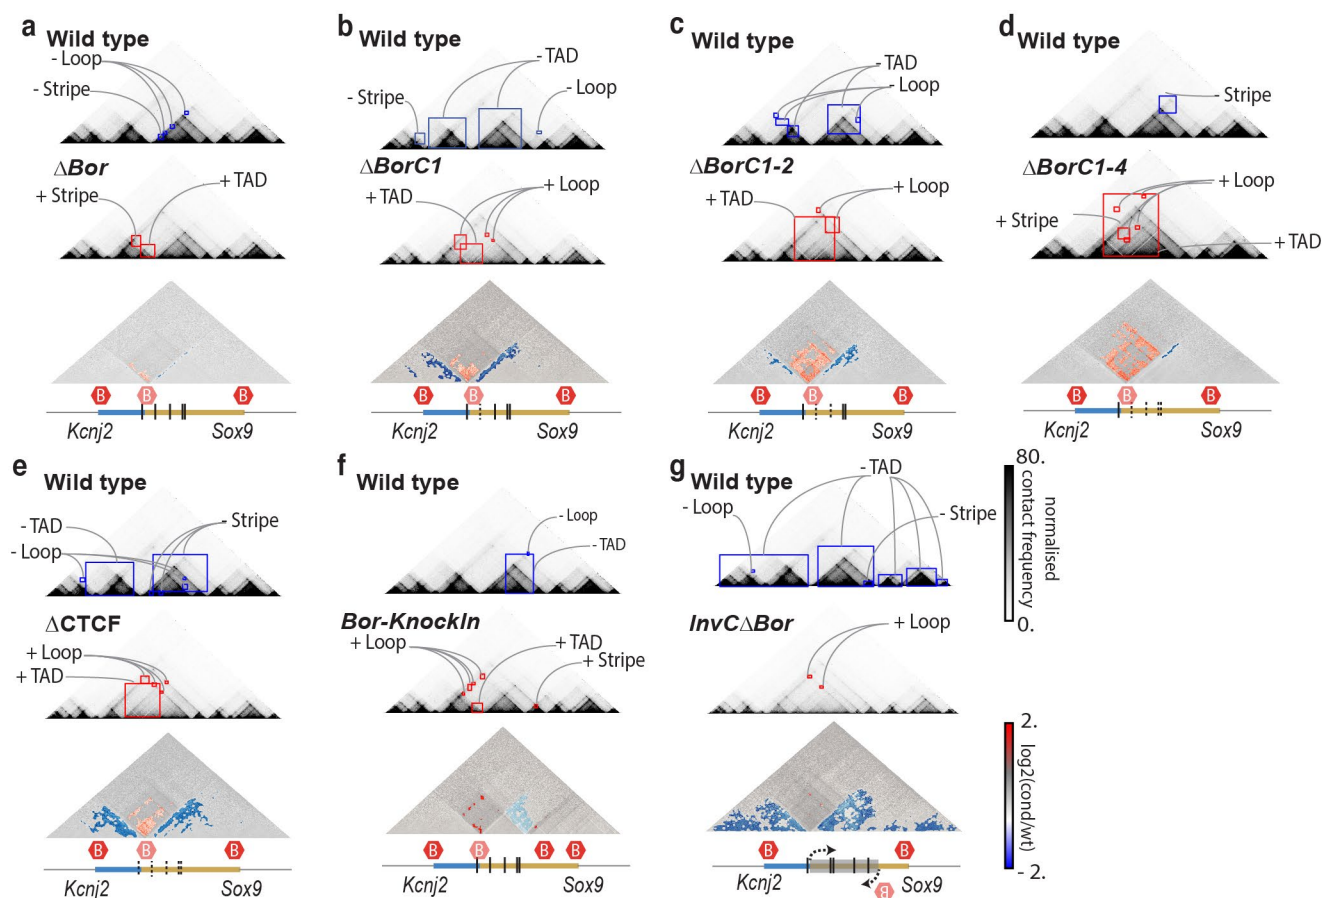 a
Wild type
- Loop
- Stripe
ΔBor
+ Stripe
+ TAD
B B B
Kcnj2 Sox9
b
Wild type
- TAD
- Stripe
- Loop
ΔBorC1
+ TAD
+ Loop
B B B
Kcnj2 Sox9
c
Wild type
- TAD
- Loop
ΔBorC1-2
+ TAD
+ Loop
B B B
Kcnj2 Sox9
d
Wild type
- Stripe
ΔBorC1-4
+ Loop
+ Stripe
+ TAD
B B B
Kcnj2 Sox9
e
Wild type
- TAD
- Loop
- Stripe
ΔCTCF
+ Loop
+ TAD
B B B
Kcnj2 Sox9
f
Wild type
- Loop
- TAD
Bor-KnockIn
+ Loop
+ TAD
+ Stripe
B B B B
Kcnj2 Sox9
g
Wild type
- TAD
- Loop
- Stripe
InvCΔBor
+ Loop
B B
Kcnj2 Sox9
B
80.
normalised
contact frequency
0.
2.
log2(cond/wt)
- 2.